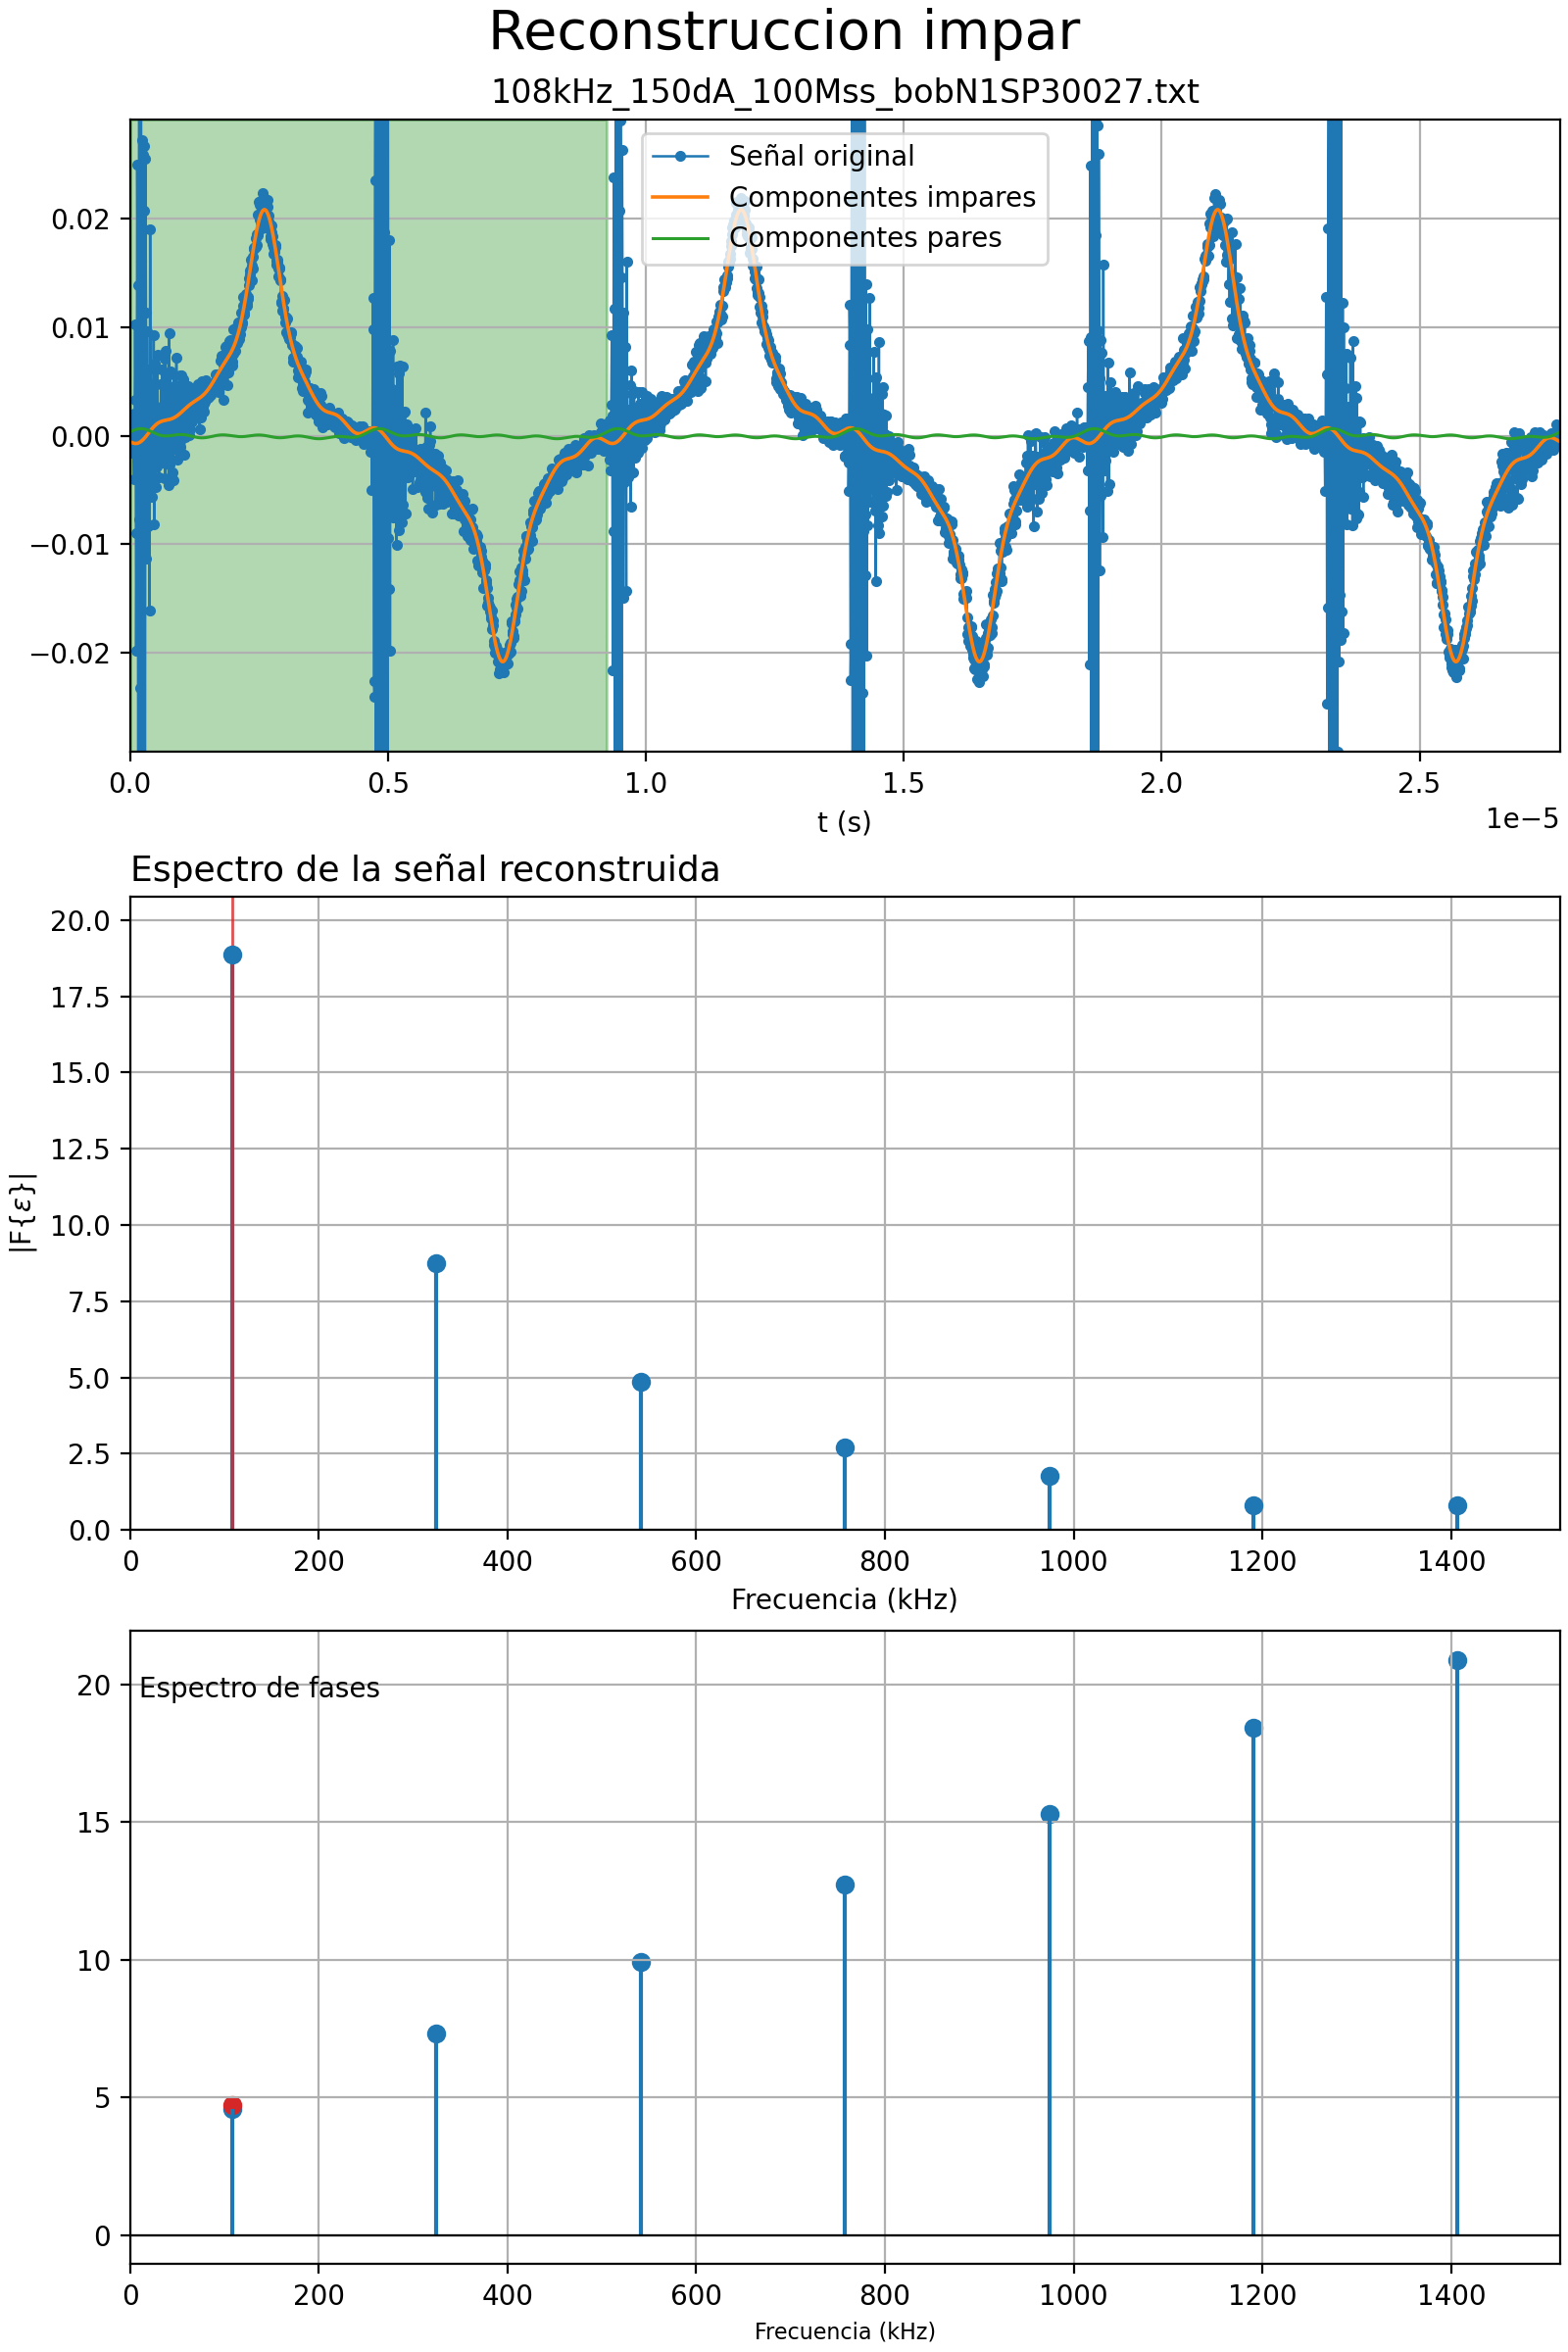 Reconstruccion impar
108kHz_150dA_100Mss_bobN1SP30027.txt
Señal original
Componentes impares
Componentes pares
0.02
0.01
0.00
−0.01
−0.02
0.0 0.5 1.0 1.5 2.0 2.5
1e−5
t (s)
Espectro de la señal reconstruida
20.0
17.5
15.0
12.5
10.0
7.5
5.0
2.5
0.0
|F{ε}|
0 200 400 600 800 1000 1200 1400
Frecuencia (kHz)
Espectro de fases
20
15
10
5
0
0 200 400 600 800 1000 1200 1400
Frecuencia (kHz)